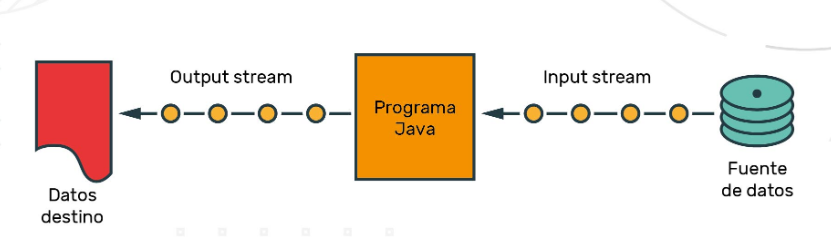 Output stream
Input stream
Programa
Java
Datos
destino
Fuente
de datos